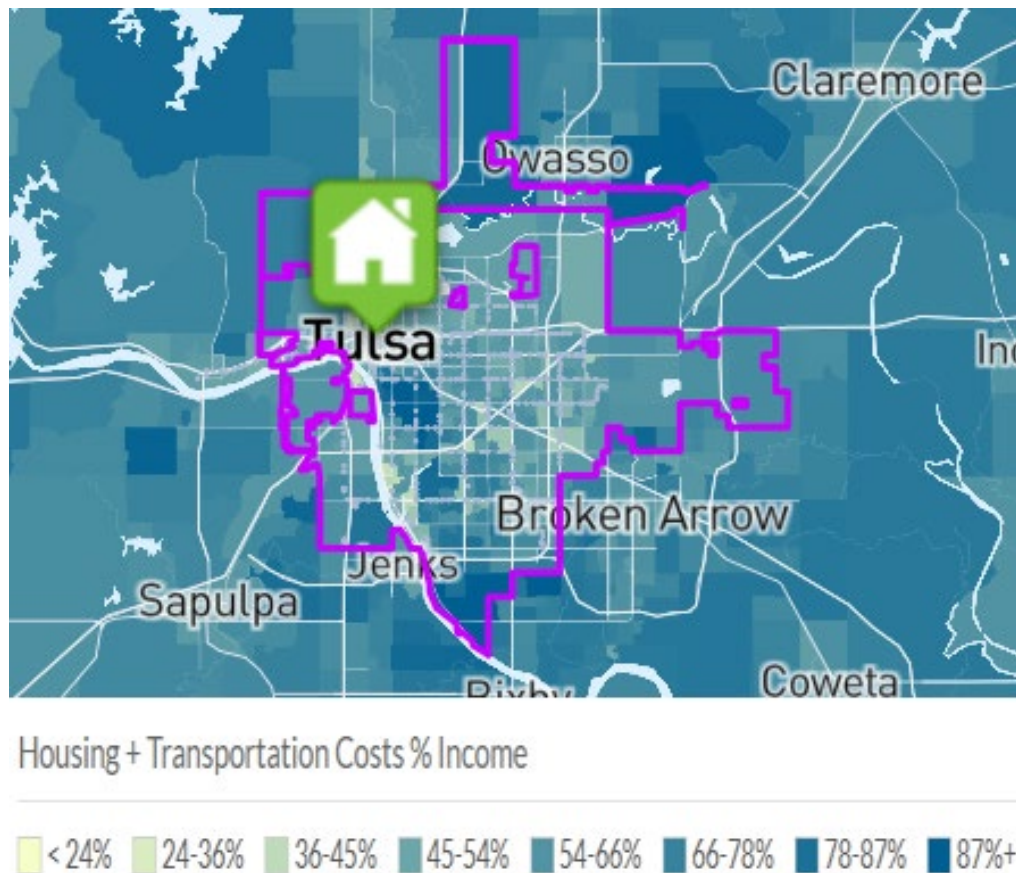 Claremore
Owasso
Tulsa
Broken Arrow
Jenks
Sapulpa
Bixby
Coweta
Housing + Transportation Costs % Income
< 24% 24-36% 36-45% 45-54% 54-66% 66-78% 78-87% 87%+